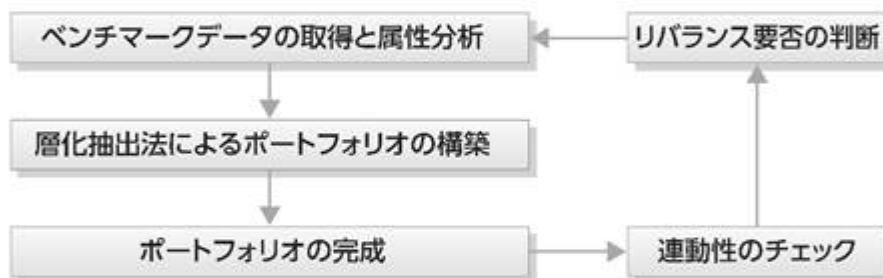 ベンチマークデータの取得と属性分析
リバランス要否の判断
層化抽出法によるポートフォリオの構築
ポートフォリオの完成
連動性のチェック